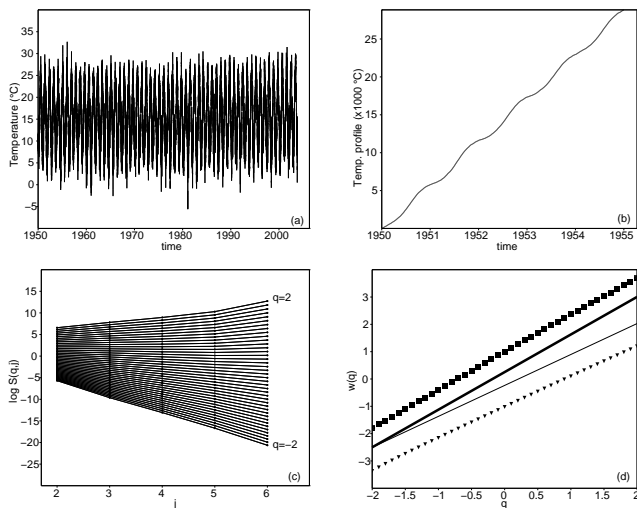 40
35
30
25
20
15
10
5
0
−5
Temperature (°C)
(a)
1950 1960 1970 1980 1990 2000
time
25
20
15
10
5
Temp. profile (x1000 °C)
(b)
1950 1951 1952 1953 1954 1955
time
15
10
5
0
−5
−10
−15
−20
−25
log S(q,j)
q=2
q=−2
(c)
2 3 4 5 6
j
3
2
1
0
−1
−2
−3
w(q)
(d)
−2 −1.5 −1 −0.5 0 0.5 1 1.5 2
q